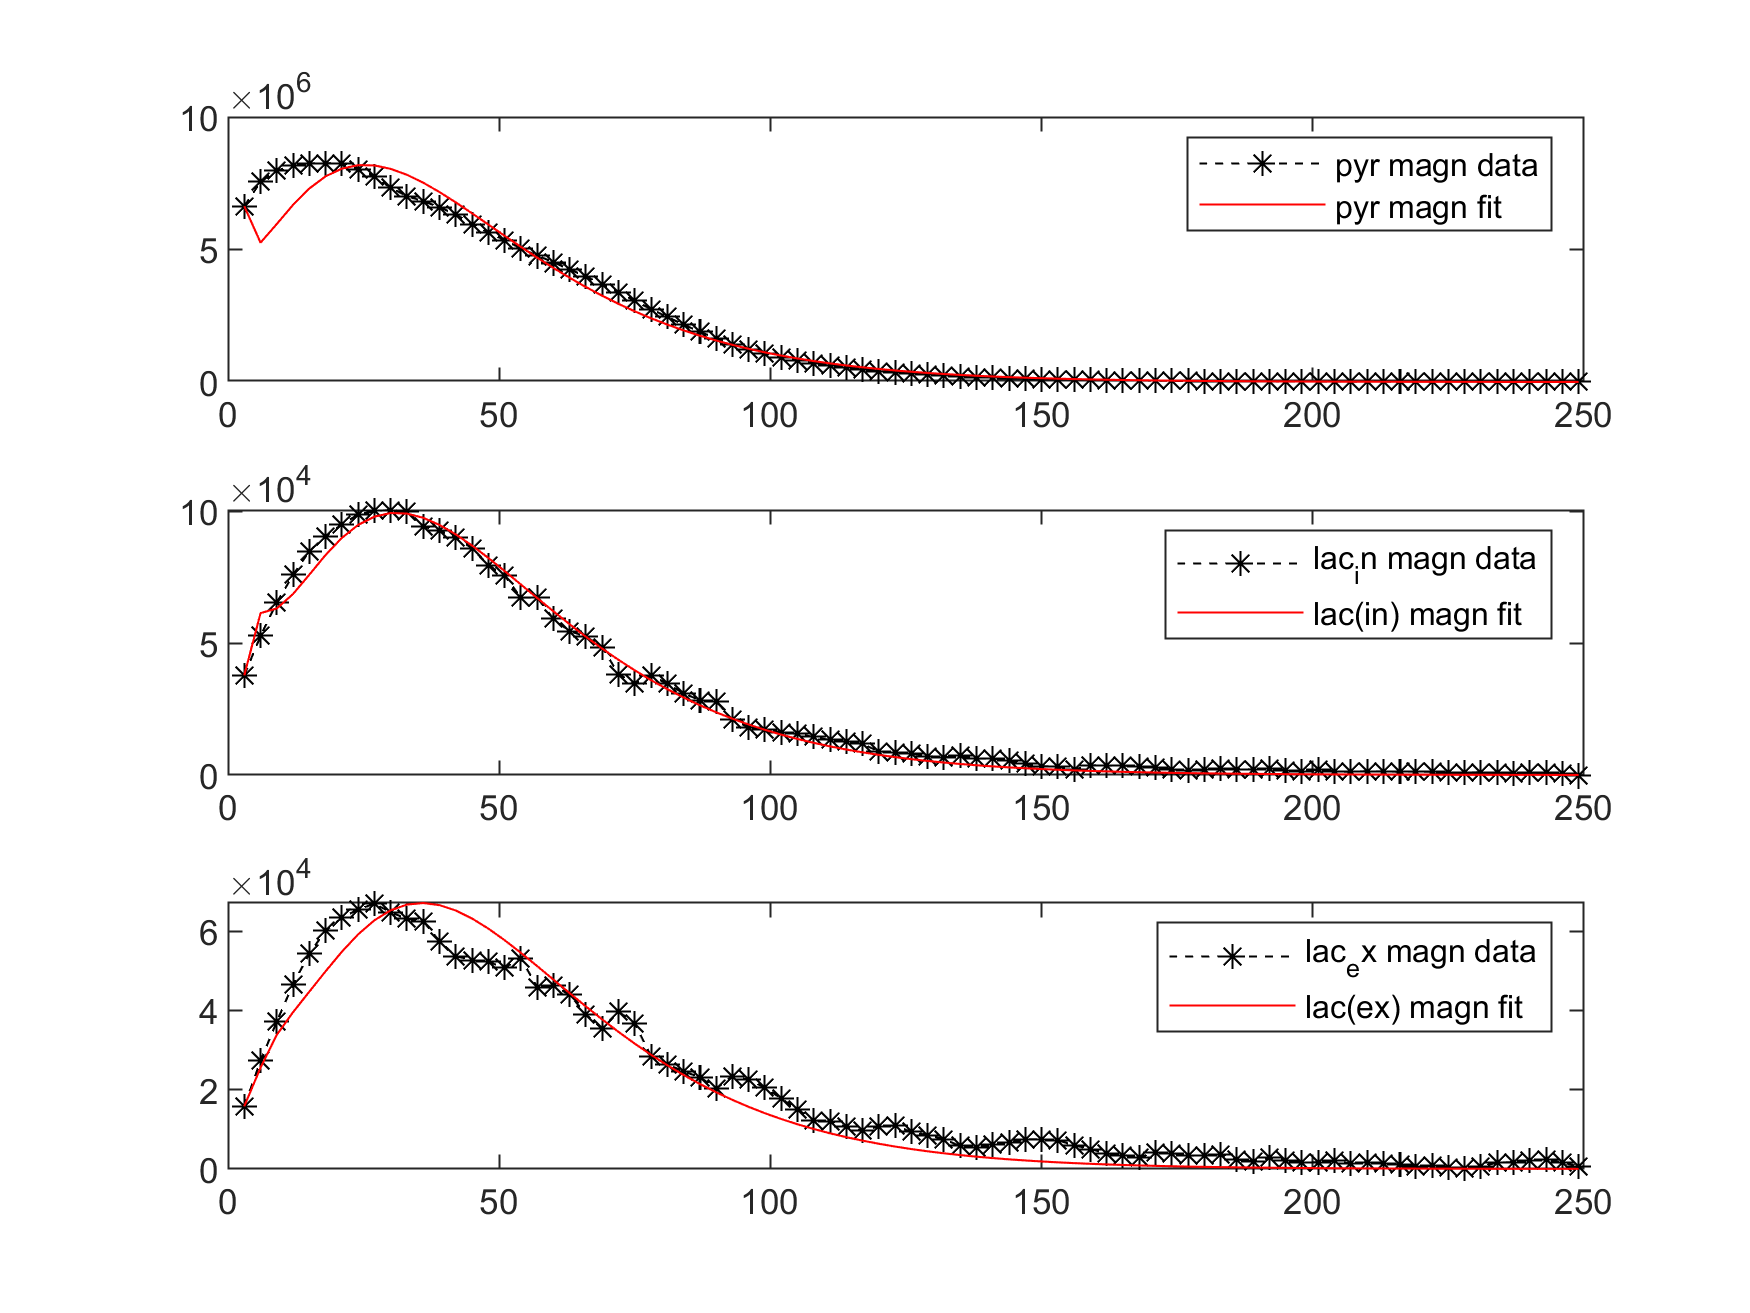 ×10^6
10
5
0
0 50 100 150 200 250
pyr magn data
pyr magn fit
×10^4
10
5
0
0 50 100 150 200 250
lac_in magn data
lac(in) magn fit
×10^4
6
4
2
0
0 50 100 150 200 250
lac_ex magn data
lac(ex) magn fit